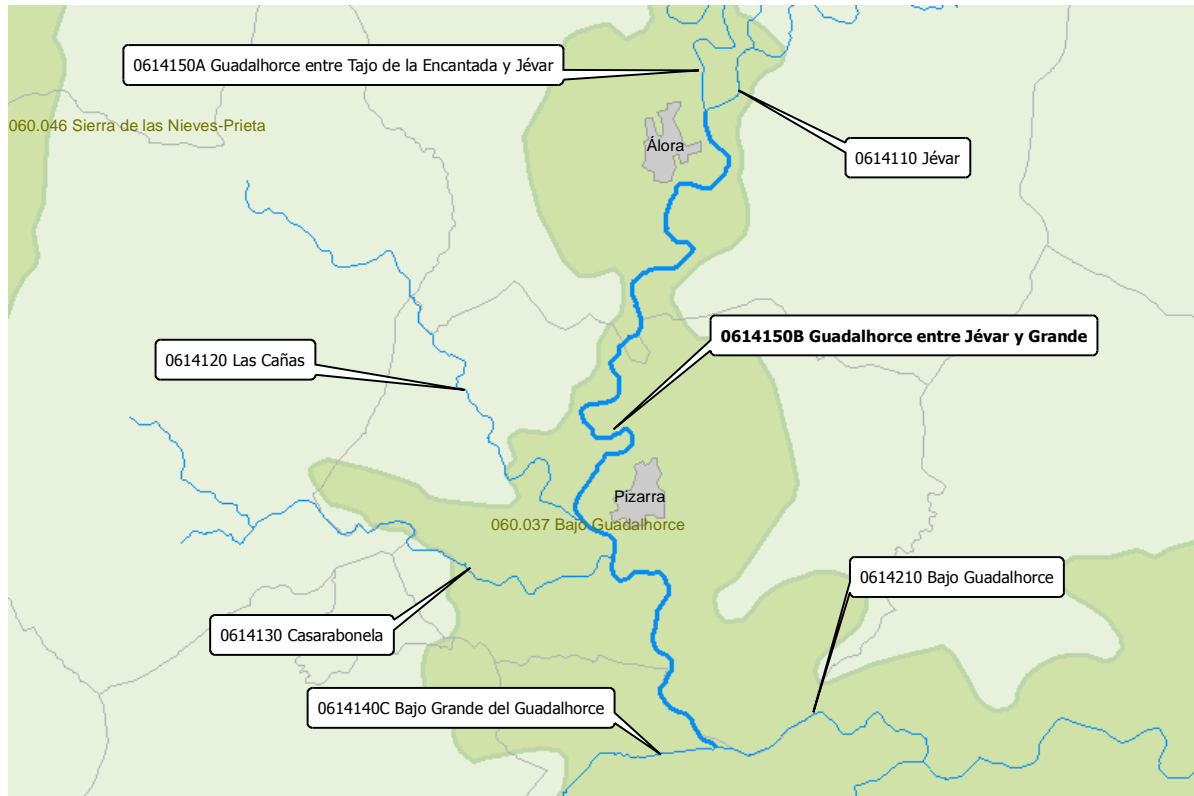 0614150A Guadalhorce entre Tajo de la Encantada y Jévar
060.046 Sierra de las Nieves-Prieta
Álora
0614110 Jévar
0614150B Guadalhorce entre Jévar y Grande
0614120 Las Cañas
Pizarra
060.037 Bajo Guadalhorce
0614210 Bajo Guadalhorce
0614130 Casarabonela
0614140C Bajo Grande del Guadalhorce